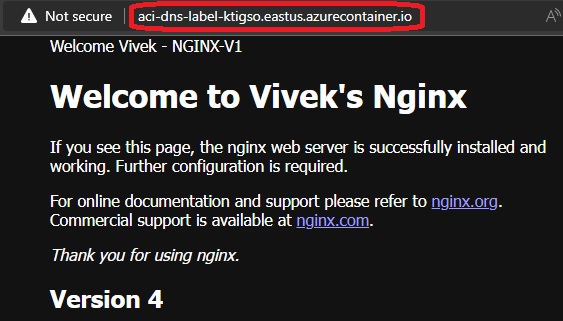 Not secure aci-dns-label-ktigso.eastus.azurecontainer.io A
Welcome Vivek - NGINX-V1
Welcome to Vivek's Nginx
If you see this page, the nginx web server is successfully installed and
working. Further configuration is required.
For online documentation and support please refer to nginx.org.
Commercial support is available at nginx.com.
Thank you for using nginx.
Version 4